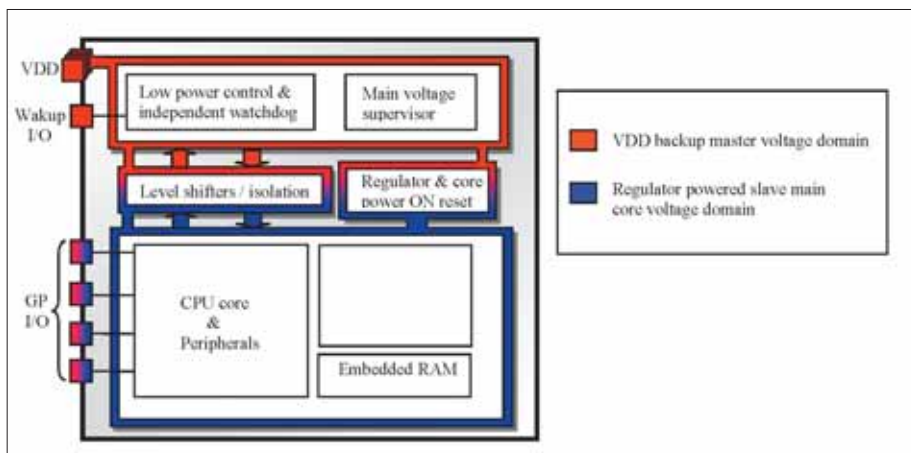 VDD
Wakup
I/O
Low power control &
independent watchdog
Main voltage
supervisor
Level shifters / isolation
Regulator & core
power ON reset
GP
I/O
CPU core
&
Peripherals
Embedded RAM
VDD backup master voltage domain
Regulator powered slave main
core voltage domain